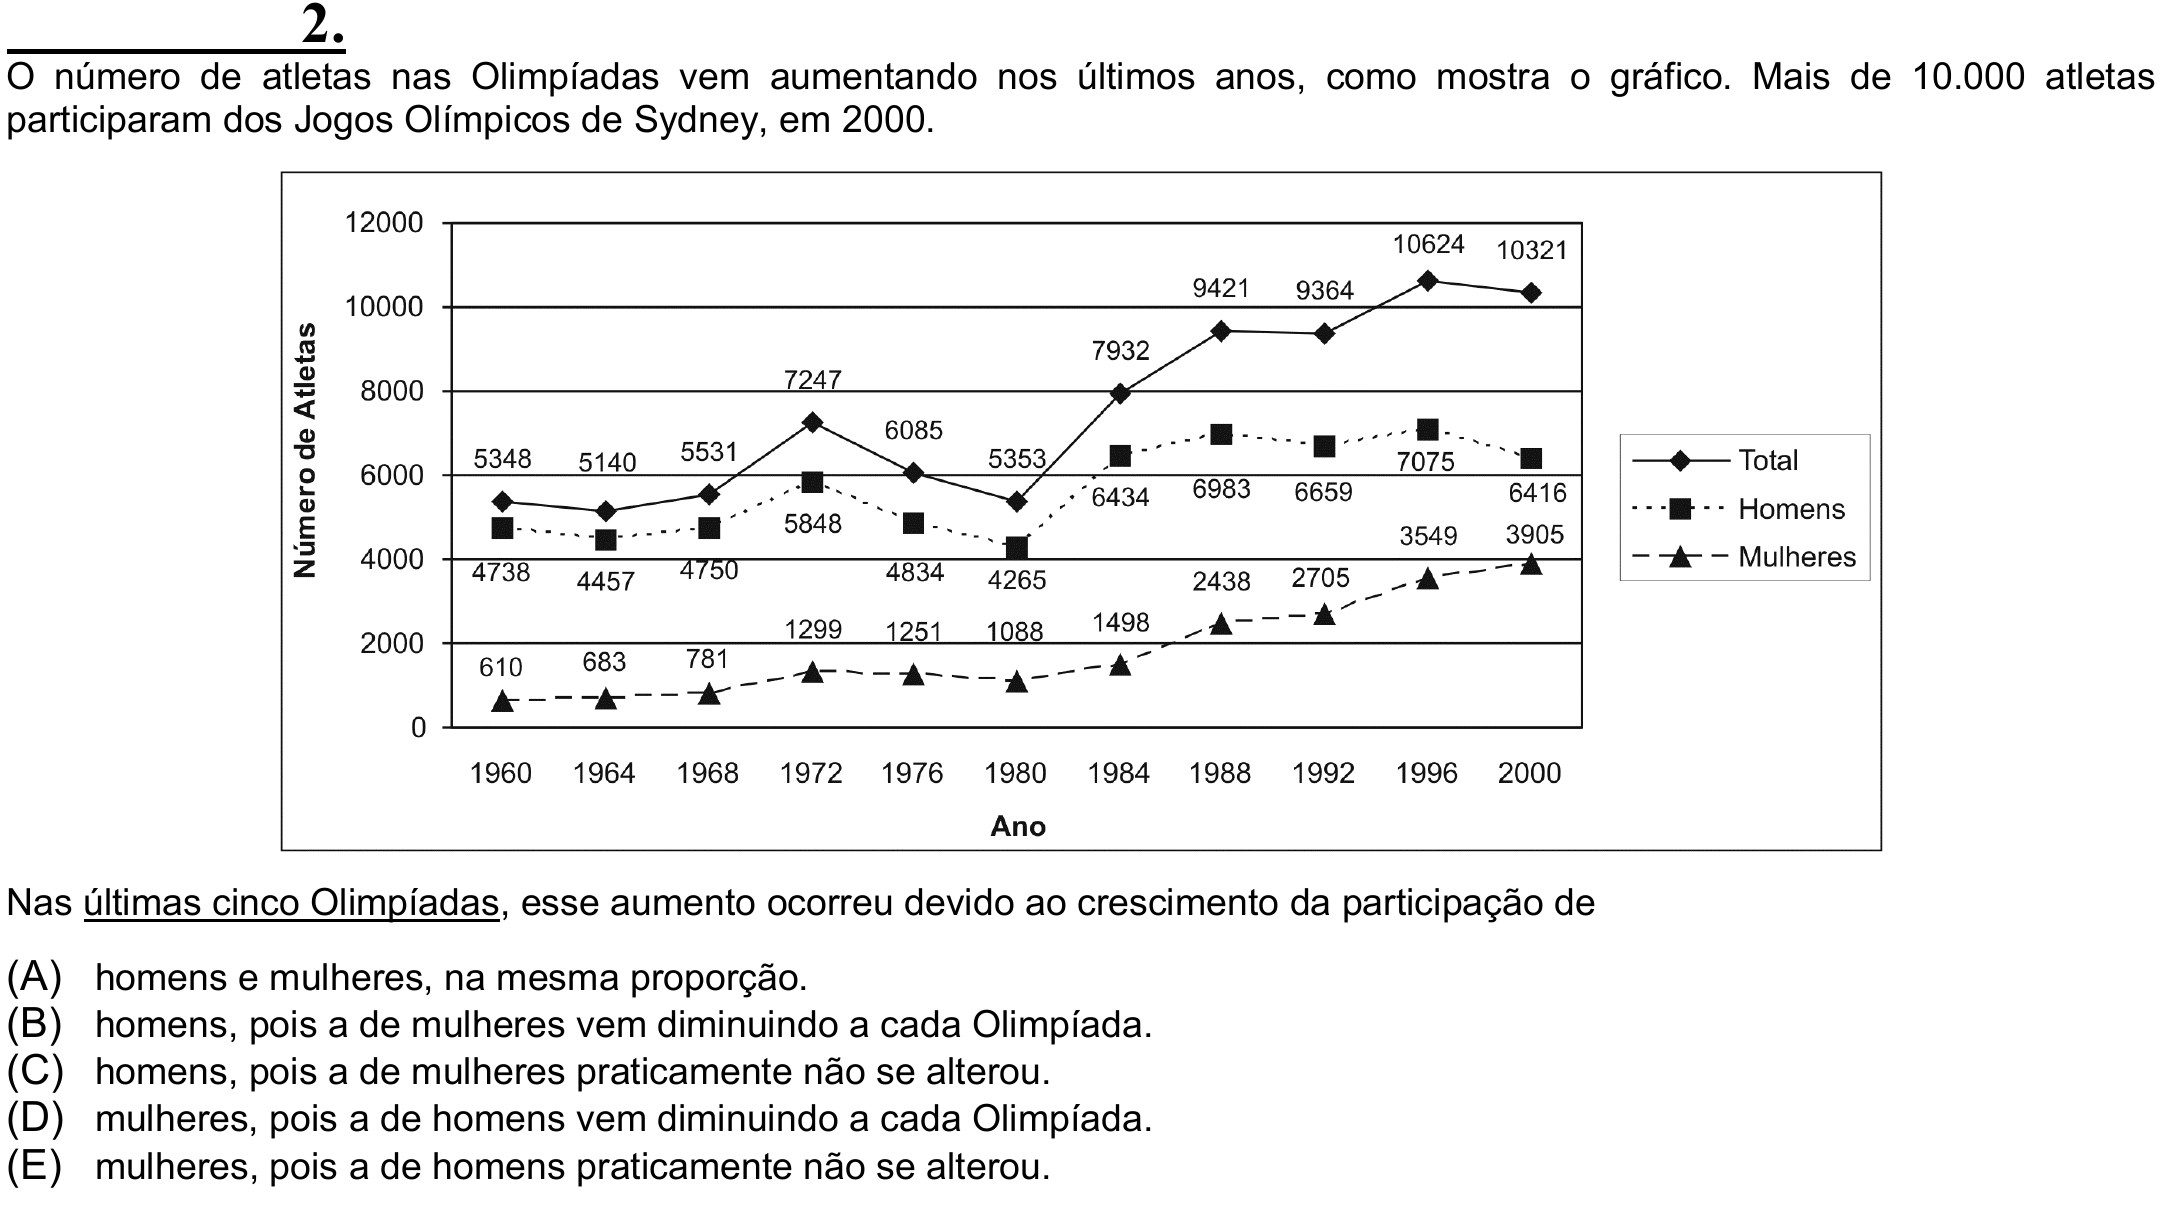 2.
O número de atletas nas Olimpíadas vem aumentando nos últimos anos, como mostra o gráfico. Mais de 10.000 atletas
participaram dos Jogos Olímpicos de Sydney, em 2000.
12000
10000
8000
6000
4000
2000
0
Número de Atletas
5348 5140 5531 7247 6085 5353 7932 9421 9364 10624 10321
4738 4457 4750 5848 4834 4265 6434 6983 6659 7075 6416
610 683 781 1299 1251 1088 1498 2438 2705 3549 3905
1960 1964 1968 1972 1976 1980 1984 1988 1992 1996 2000
Ano
Total
Homens
Mulheres
Nas últimas cinco Olimpíadas, esse aumento ocorreu devido ao crescimento da participação de
(A) homens e mulheres, na mesma proporção.
(B) homens, pois a de mulheres vem diminuindo a cada Olimpíada.
(C) homens, pois a de mulheres praticamente não se alterou.
(D) mulheres, pois a de homens vem diminuindo a cada Olimpíada.
(E) mulheres, pois a de homens praticamente não se alterou.